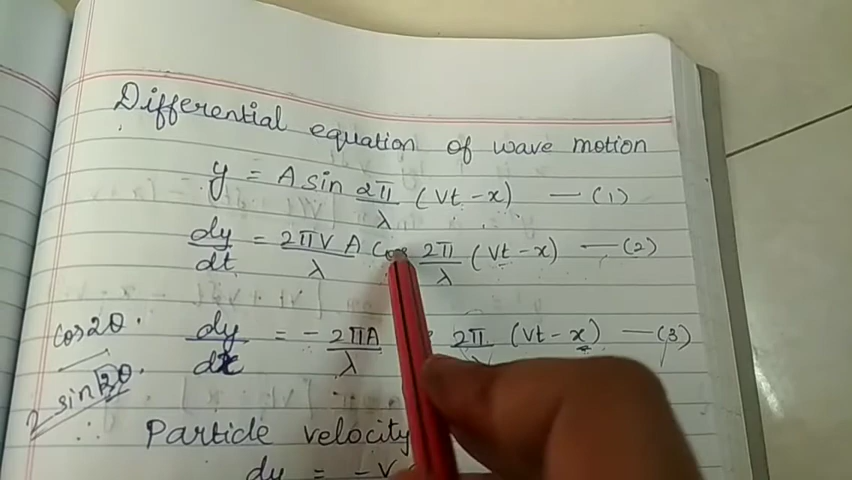 Differential equation of wave motion
y = A sin 2π/λ (Vt - x) — (1)
dy/dt = 2πV/λ A Cos 2π/λ (Vt - x) — (2)
cos2θ.
dy/dx = - 2πA/λ 2π/λ (Vt - x) — (3)
2 sin2θ.
∴ Particle velocity
dy = -V